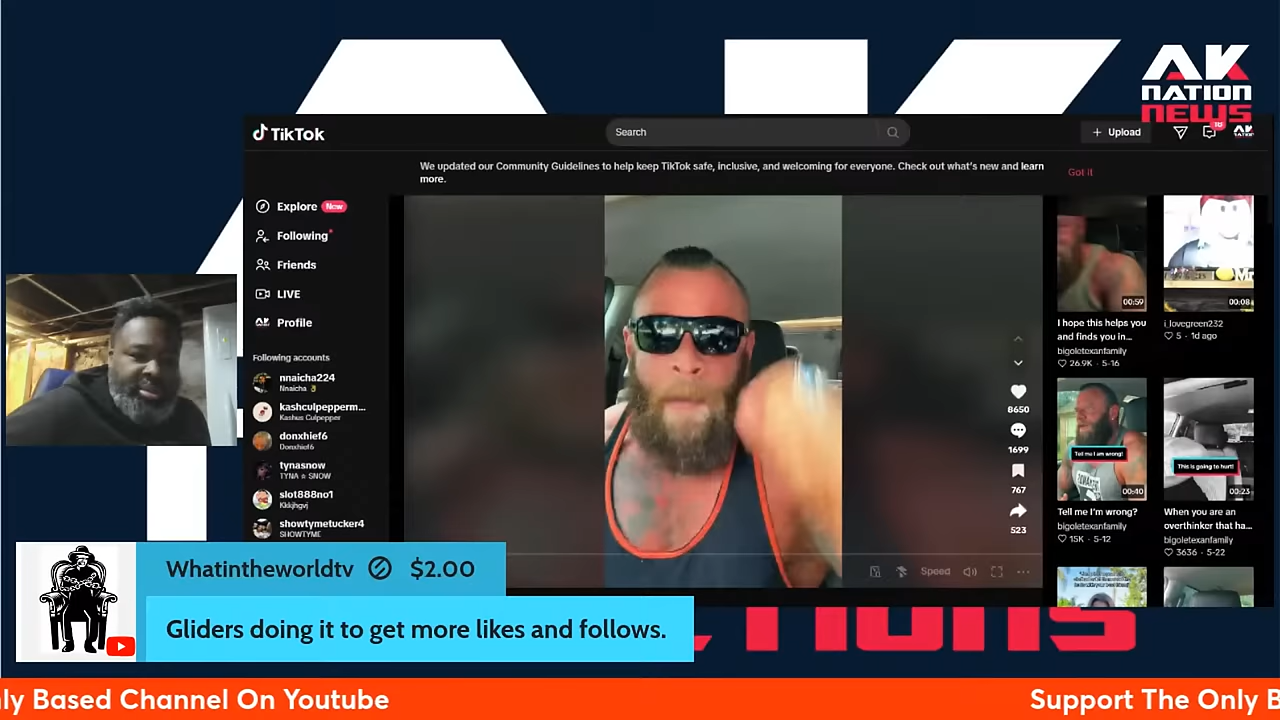 AK
NATION
NEWS
TikTok
Search
+ Upload
18
We updated our Community Guidelines to help keep TikTok safe, inclusive, and welcoming for everyone. Check out what's new and learn
more.
Got it
Explore New
Following
Friends
LIVE
Profile
Following accounts
nnaicha224
Nnaicha
kashculpepperm...
Kashus Culpepper
donxhief6
Donxhief6
tynasnow
TYNA ☆ SNOW
slot888no1
Kkkjhgvj
showtymetucker4
SHOWTYME
8650
1699
767
523
Speed
00:59
I hope this helps you
and finds you in...
bigoletexanfamily
26.9K · 5-16
00:08
i_lovegreen232
5 · 1d ago
Tell me I am wrong!
00:40
Tell me I'm wrong?
bigoletexanfamily
15K · 5-12
This is going to hurt!
00:23
When you are an
overthinker that ha...
bigoletexanfamily
3636 · 5-22
Whatintheworldtv $2.00
Gliders doing it to get more likes and follows.
nly Based Channel On Youtube
Support The Only B